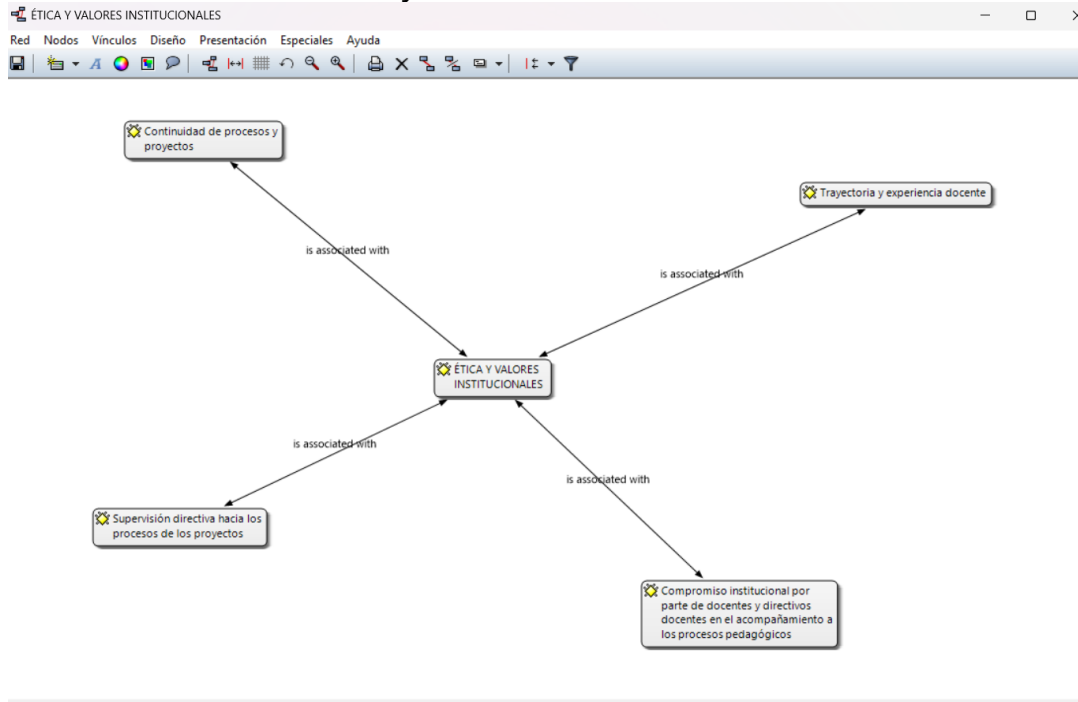 ÉTICA Y VALORES INSTITUCIONALES
Red Nodos Vínculos Diseño Presentación Especiales Ayuda
Continuidad de procesos y
proyectos
Trayectoria y experiencia docente
is associated with
is associated with
ÉTICA Y VALORES
INSTITUCIONALES
is associated with
is associated with
Supervisión directiva hacia los
procesos de los proyectos
Compromiso institucional por
parte de docentes y directivos
docentes en el acompañamiento a
los procesos pedagógicos